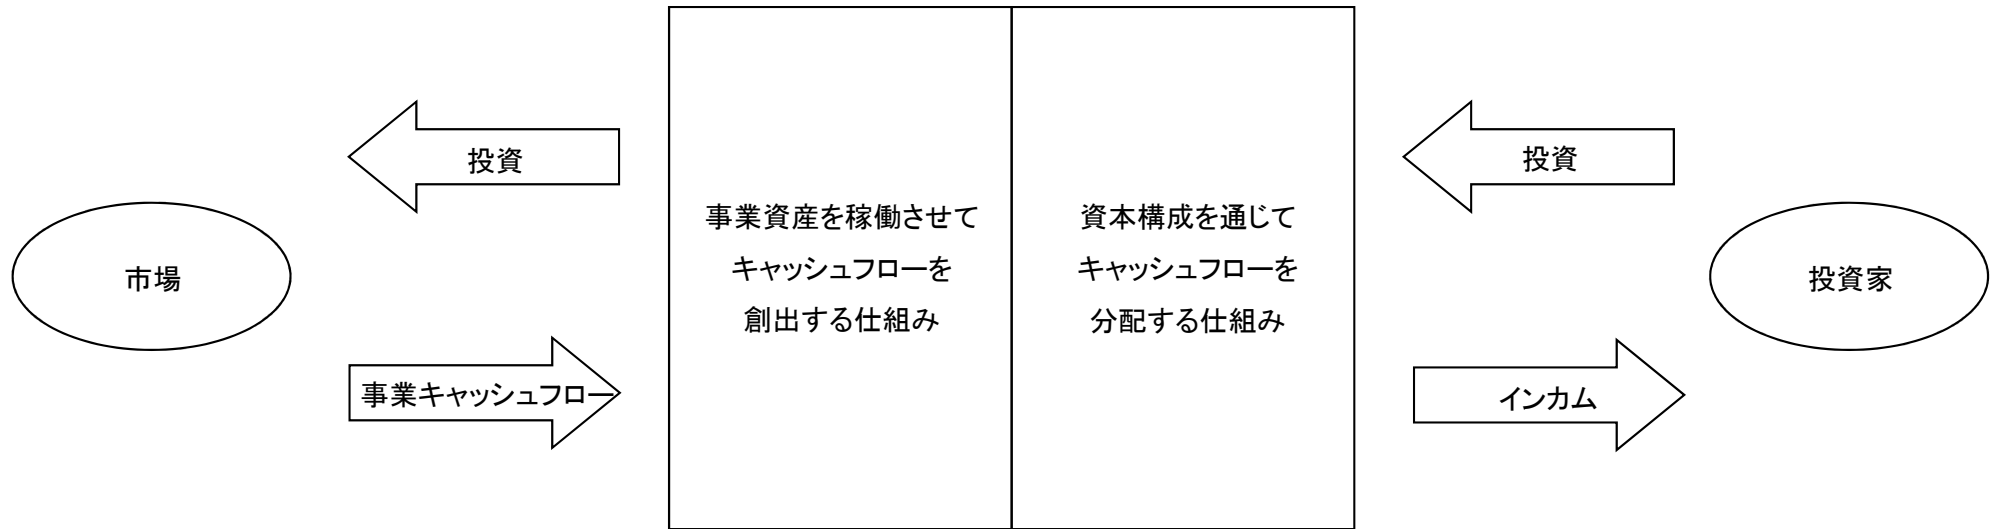 市場
投資
事業キャッシュフロー
事業資産を稼働させて
キャッシュフローを
創出する仕組み
資本構成を通じて
キャッシュフローを
分配する仕組み
投資
インカム
投資家